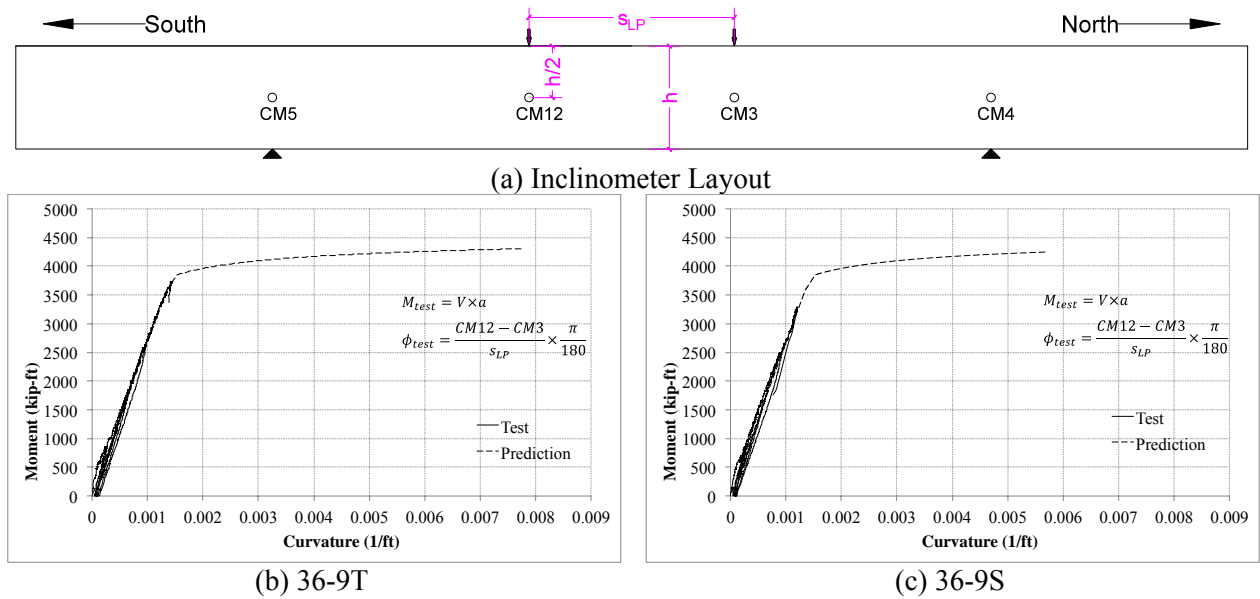 South
s_LP
North
h/2
h
CM5
CM12
CM3
CM4
(a) Inclinometer Layout
5000
4500
4000
3500
3000
2500
2000
1500
1000
500
0
Moment (kip-ft)
M_test = V×a
ϕ_test = (CM12 − CM3)/s_LP × π/180
Test
Prediction
0 0.001 0.002 0.003 0.004 0.005 0.006 0.007 0.008 0.009
Curvature (1/ft)
(b) 36-9T
5000
4500
4000
3500
3000
2500
2000
1500
1000
500
0
Moment (kip-ft)
M_test = V×a
ϕ_test = (CM12 − CM3)/s_LP × π/180
Test
Prediction
0 0.001 0.002 0.003 0.004 0.005 0.006 0.007 0.008 0.009
Curvature (1/ft)
(c) 36-9S